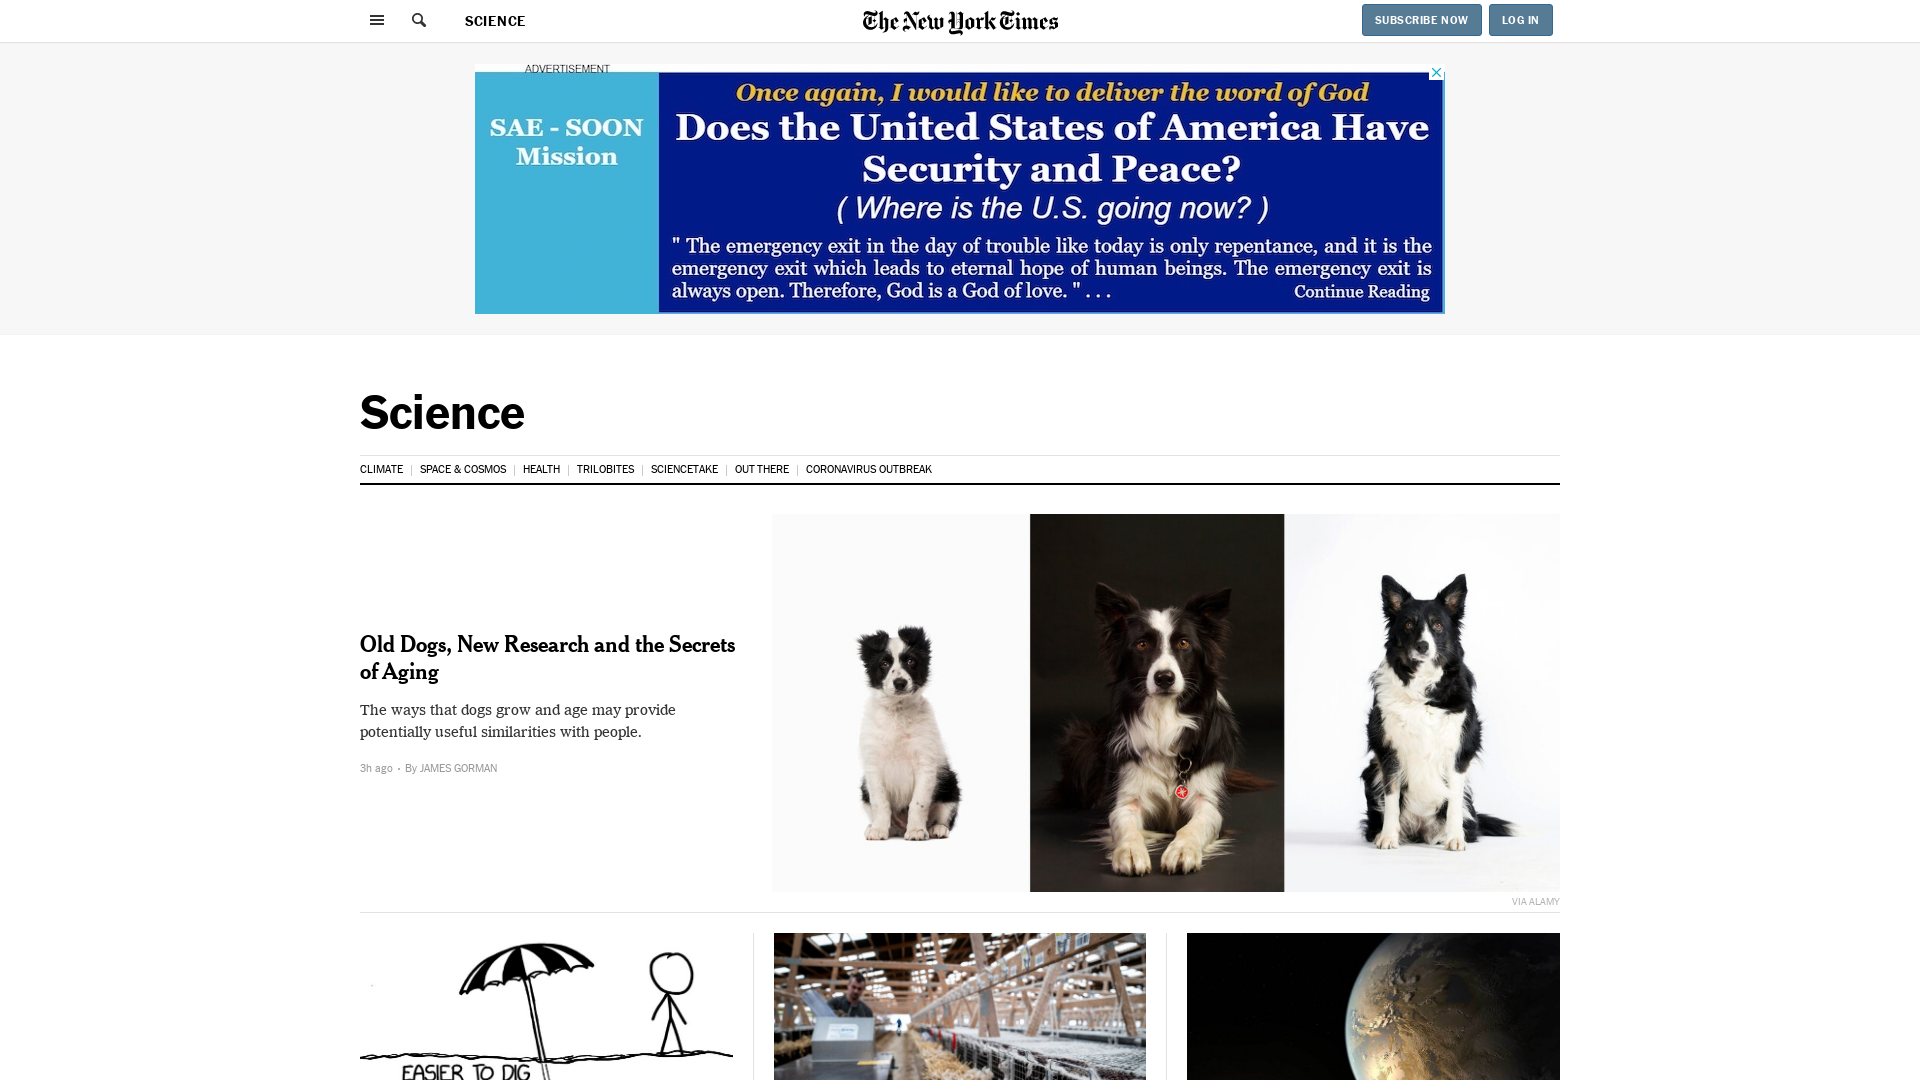 SCIENCE
The New York Times
SUBSCRIBE NOW
LOG IN
ADVERTISEMENT
SAE - SOON
Mission
Once again, I would like to deliver the word of God
Does the United States of America Have
Security and Peace?
( Where is the U.S. going now? )
" The emergency exit in the day of trouble like today is only repentance, and it is the
emergency exit which leads to eternal hope of human beings. The emergency exit is
always open. Therefore, God is a God of love. " . . .
Continue Reading
Science
CLIMATE
SPACE & COSMOS
HEALTH
TRILOBITES
SCIENCETAKE
OUT THERE
CORONAVIRUS OUTBREAK
Old Dogs, New Research and the Secrets
of Aging
The ways that dogs grow and age may provide
potentially useful similarities with people.
3h ago • By JAMES GORMAN
VIA ALAMY
EASIER TO DIG